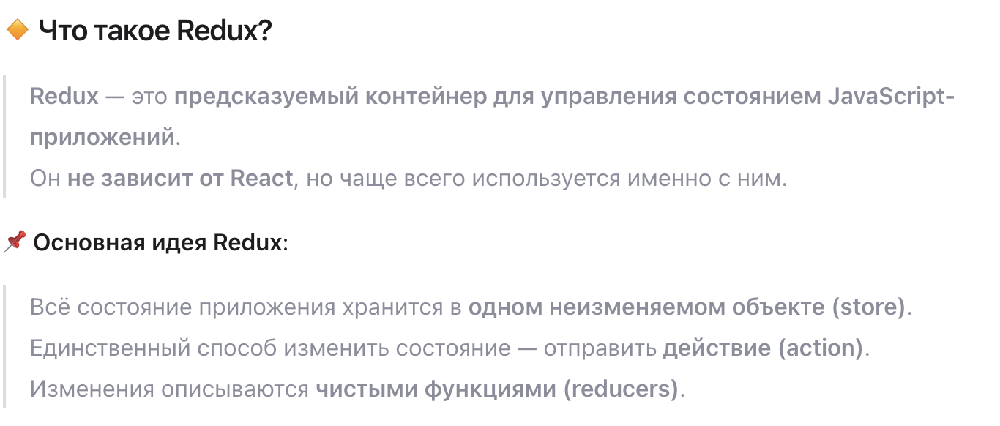 🔶 Что такое Redux?
Redux — это предсказуемый контейнер для управления состоянием JavaScript-
приложений.
Он не зависит от React, но чаще всего используется именно с ним.
📌 Основная идея Redux:
Всё состояние приложения хранится в одном неизменяемом объекте (store).
Единственный способ изменить состояние — отправить действие (action).
Изменения описываются чистыми функциями (reducers).